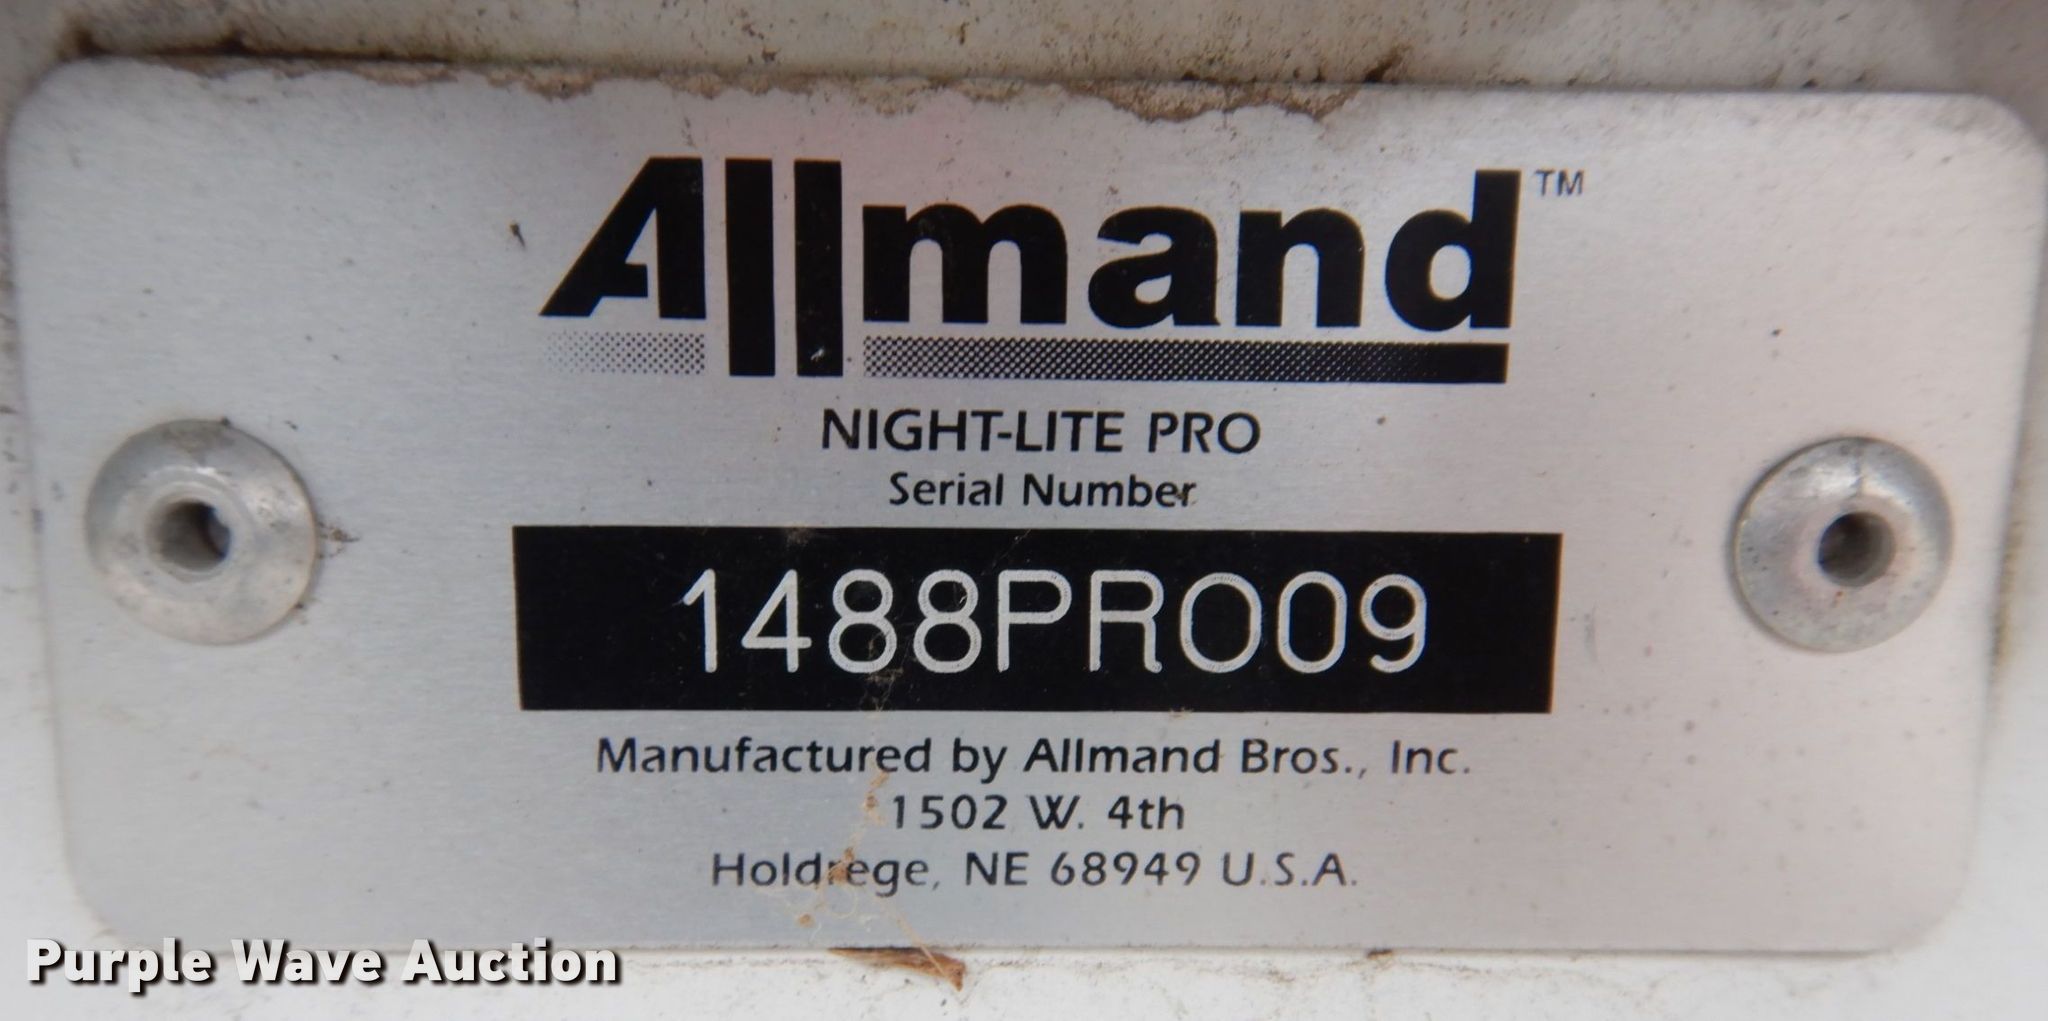 Allmand™
NIGHT-LITE PRO
Serial Number
1488PRO09
Manufactured by Allmand Bros., Inc.
1502 W. 4th
Holdrege, NE 68949 U.S.A.
Purple Wave Auction